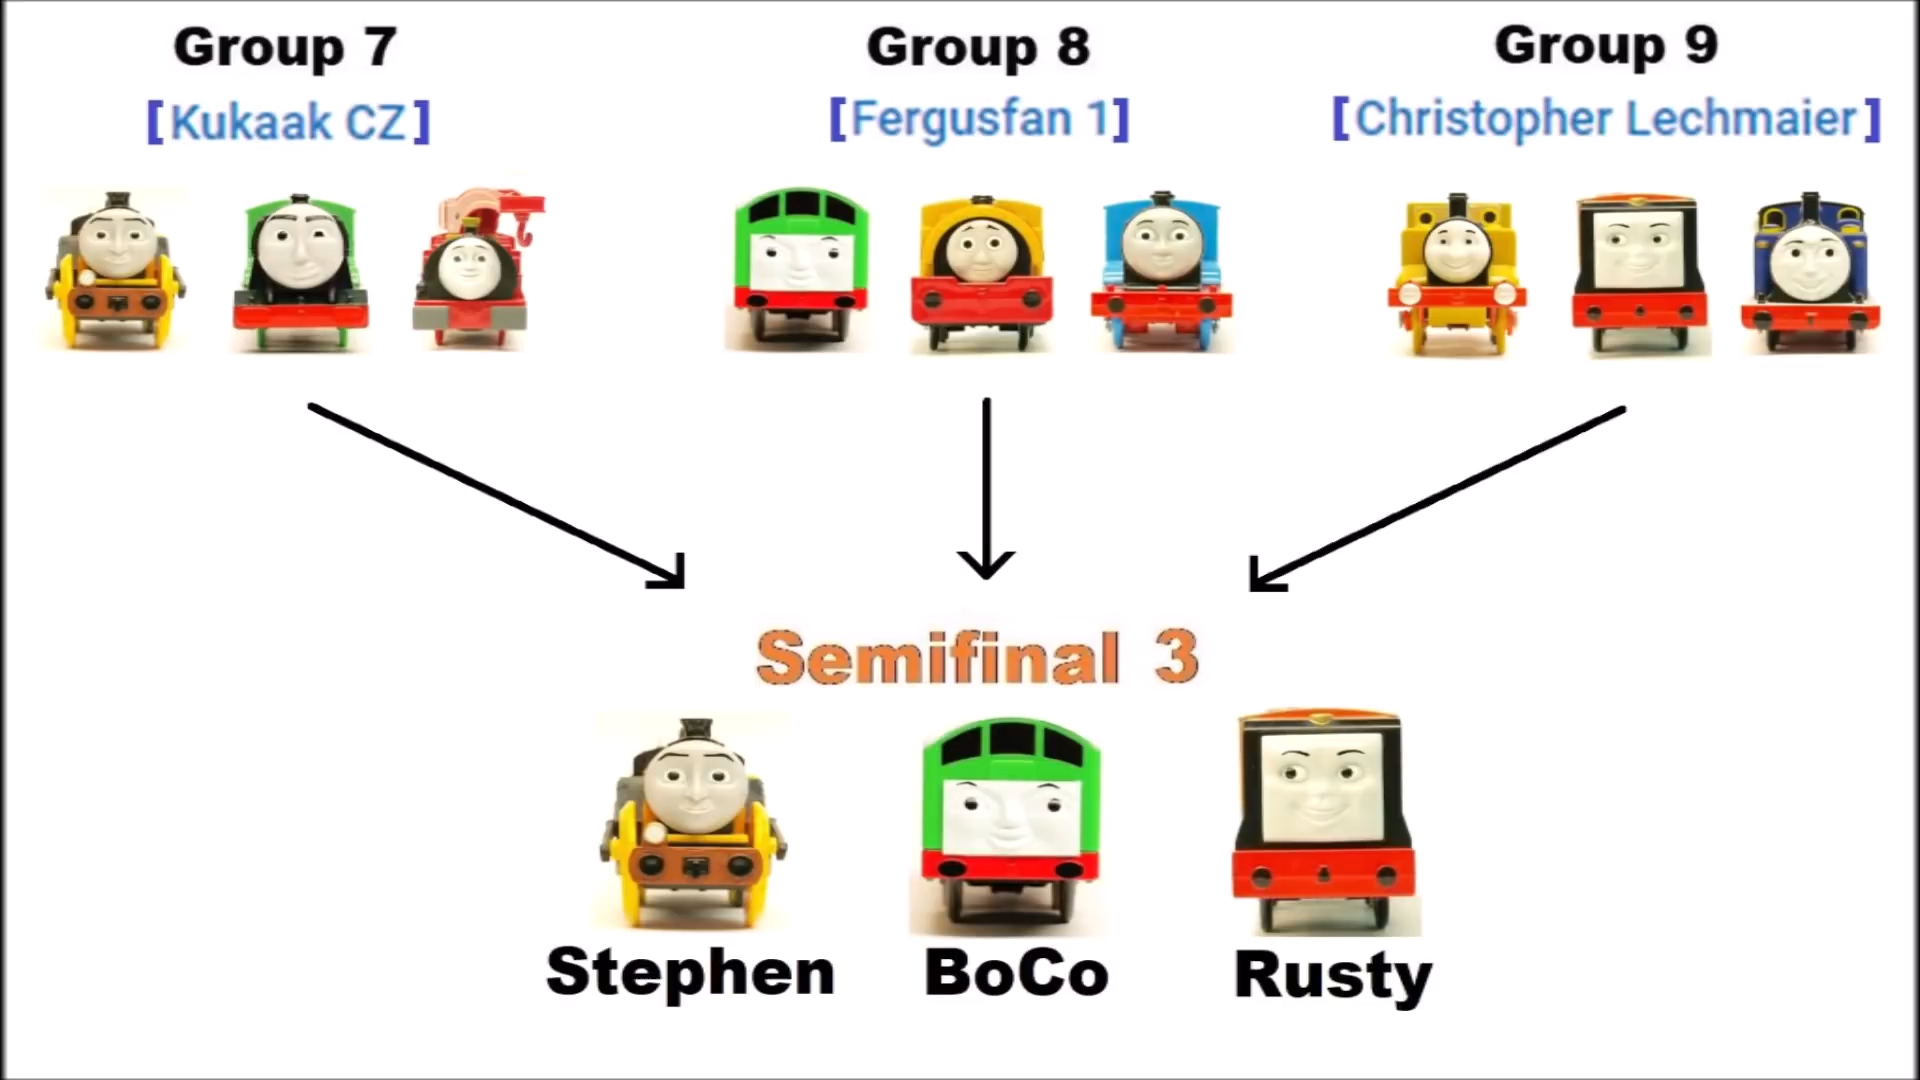 Group 7
[Kukaak CZ]
Group 8
[Fergusfan 1]
Group 9
[Christopher Lechmaier]
Semifinal 3
Stephen
BoCo
Rusty